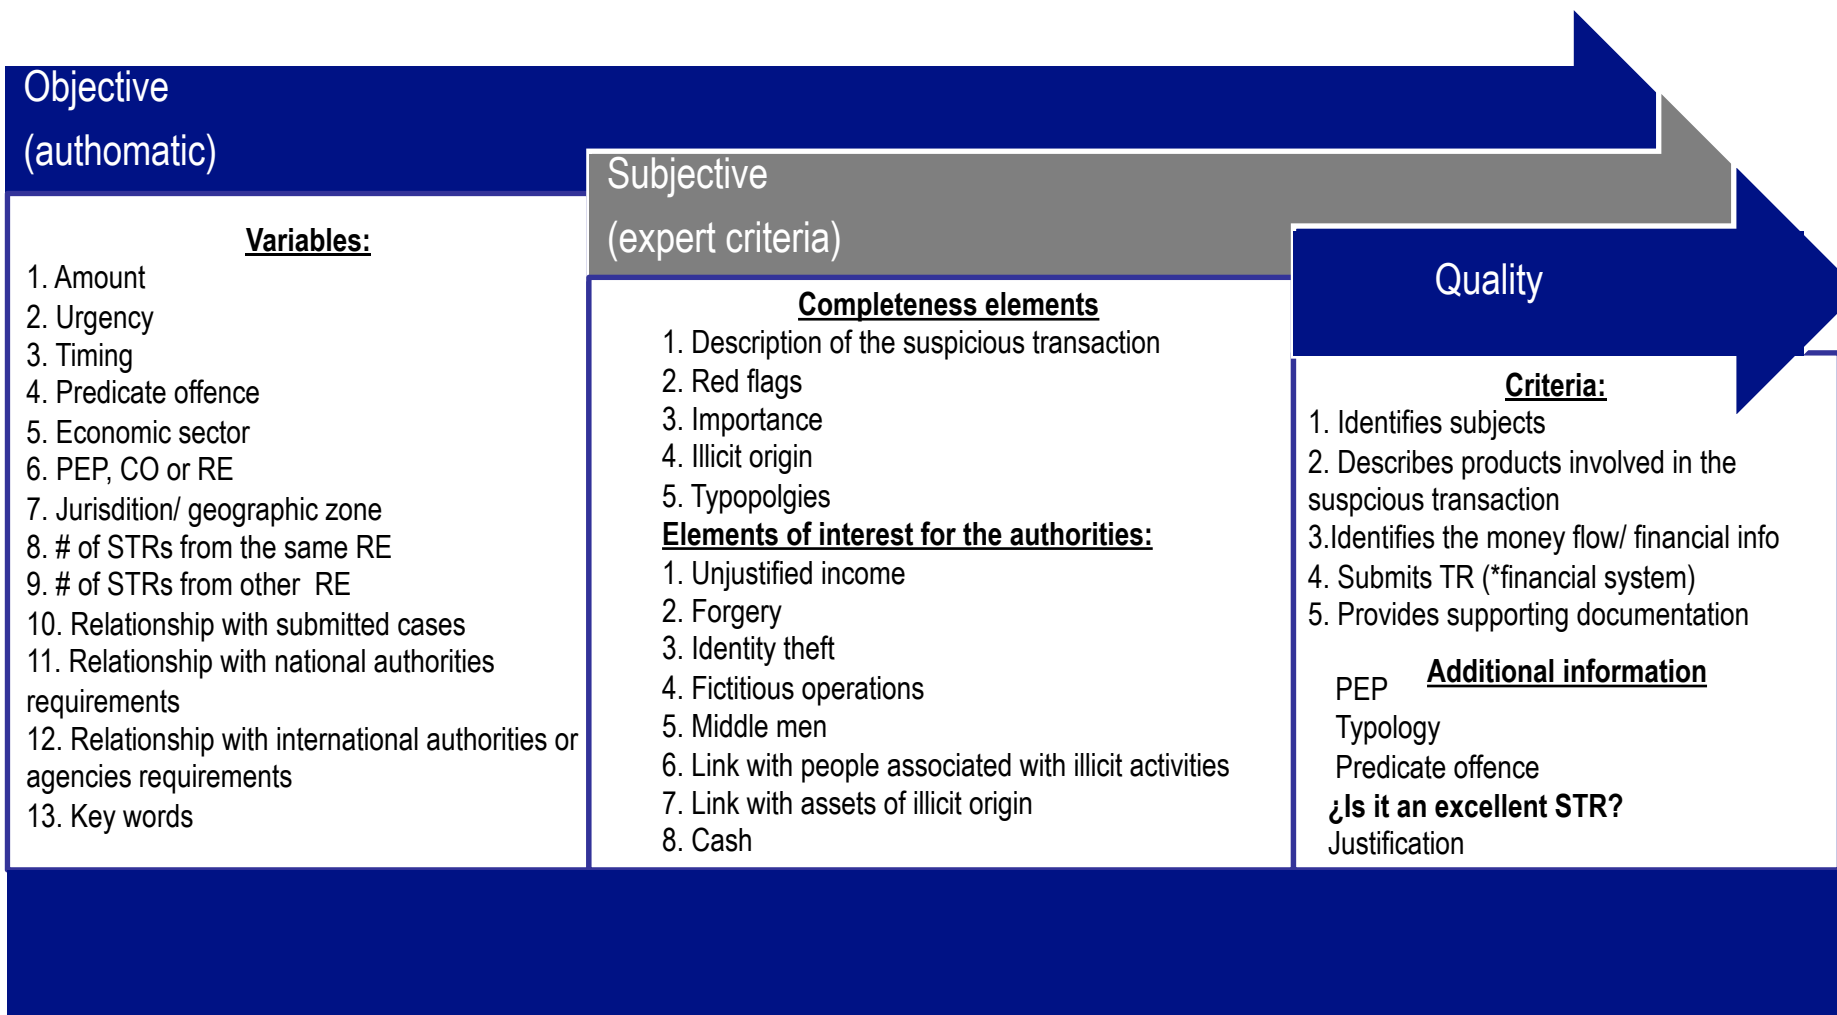 Objective
(authomatic)
Variables:
1. Amount
2. Urgency
3. Timing
4. Predicate offence
5. Economic sector
6. PEP, CO or RE
7. Jurisdition/ geographic zone
8. # of STRs from the same RE
9. # of STRs from other RE
10. Relationship with submitted cases
11. Relationship with national authorities
requirements
12. Relationship with international authorities or
agencies requirements
13. Key words
Subjective
(expert criteria)
Completeness elements
1. Description of the suspicious transaction
2. Red flags
3. Importance
4. Illicit origin
5. Typopolgies
Elements of interest for the authorities:
1. Unjustified income
2. Forgery
3. Identity theft
4. Fictitious operations
5. Middle men
6. Link with people associated with illicit activities
7. Link with assets of illicit origin
8. Cash
Quality
Criteria:
1. Identifies subjects
2. Describes products involved in the
suspcious transaction
3.Identifies the money flow/ financial info
4. Submits TR (*financial system)
5. Provides supporting documentation
Additional information
PEP
Typology
Predicate offence
¿Is it an excellent STR?
Justification